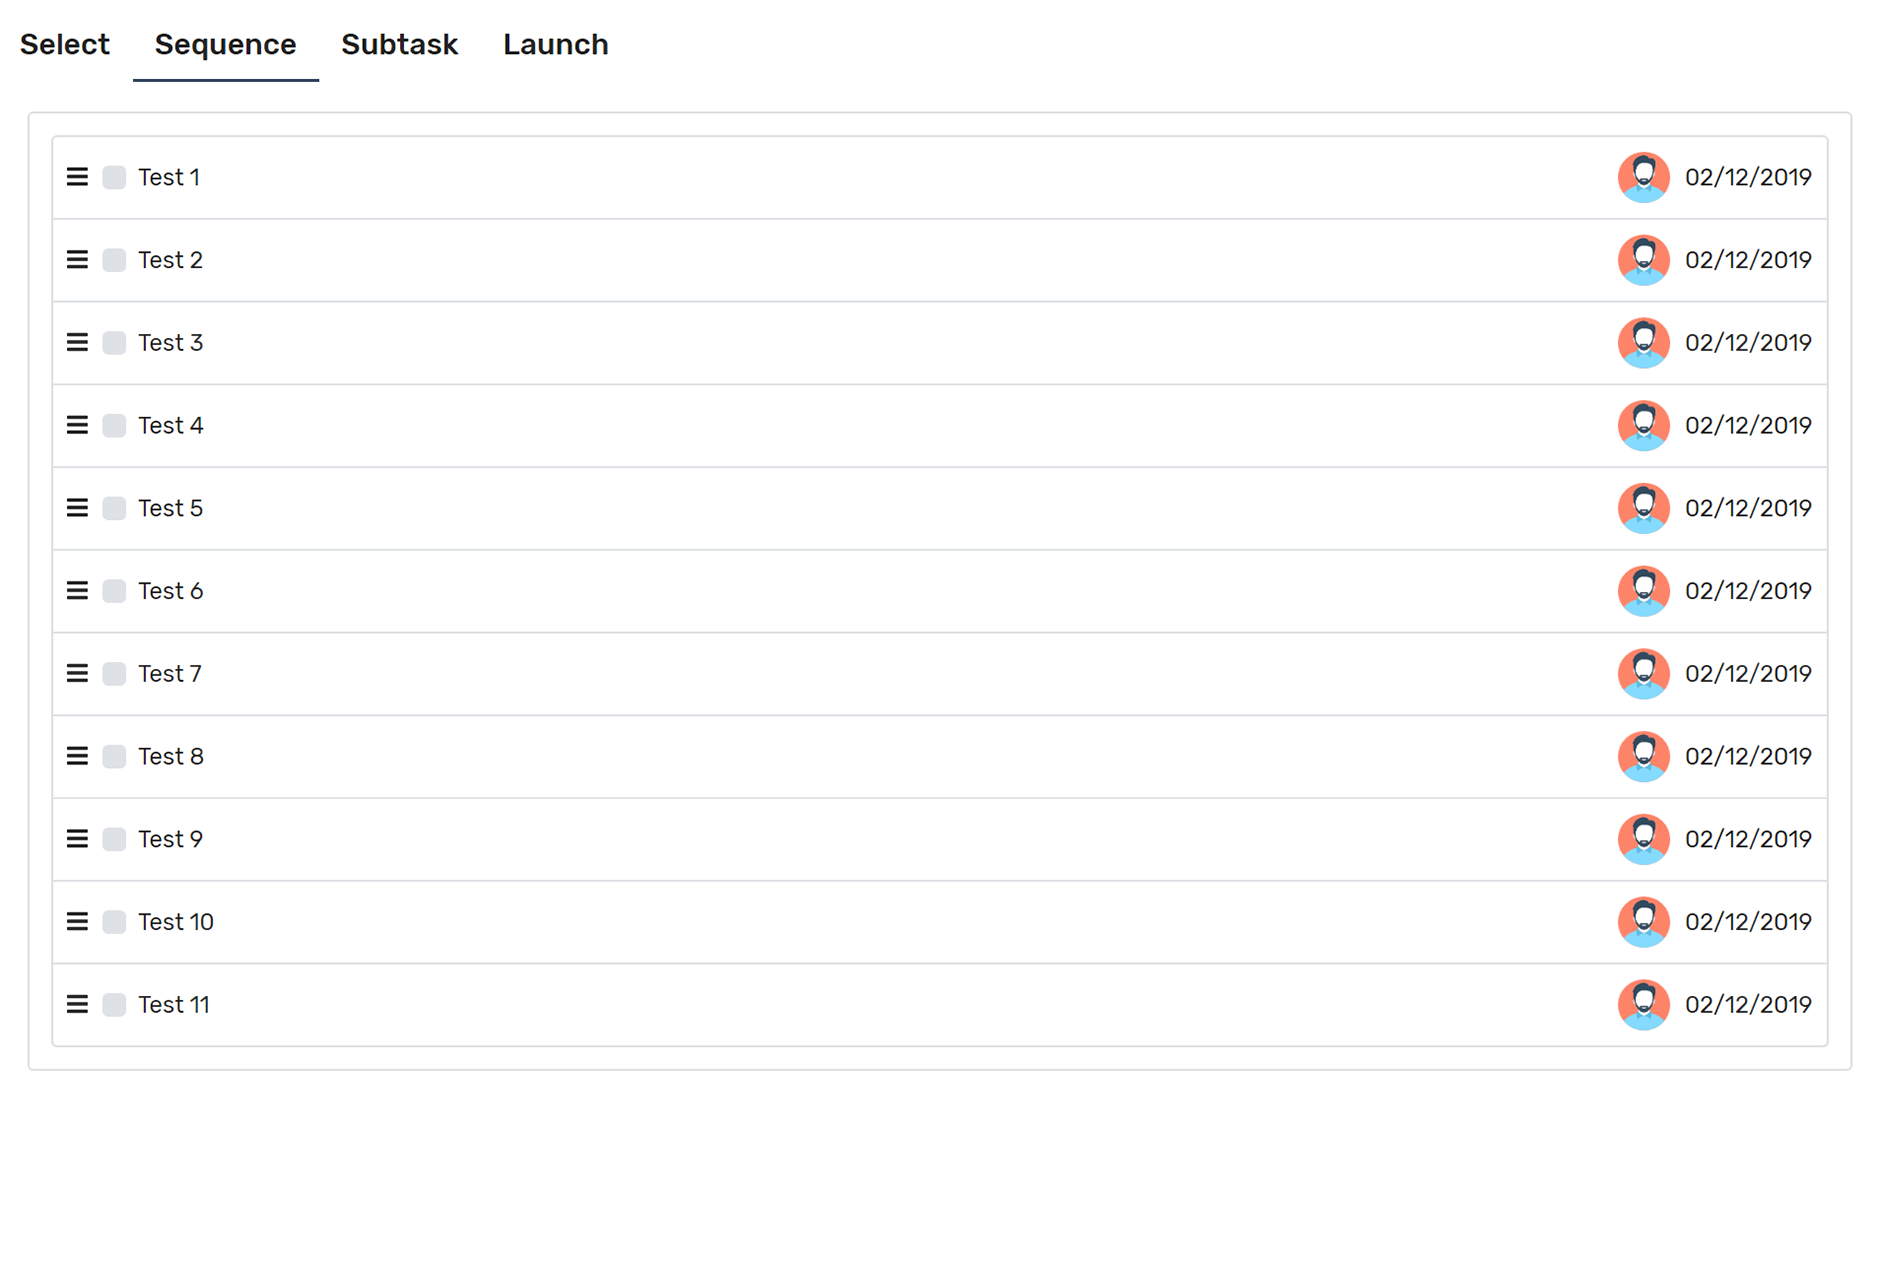 Select Sequence Subtask Launch
Test 1 02/12/2019
Test 2 02/12/2019
Test 3 02/12/2019
Test 4 02/12/2019
Test 5 02/12/2019
Test 6 02/12/2019
Test 7 02/12/2019
Test 8 02/12/2019
Test 9 02/12/2019
Test 10 02/12/2019
Test 11 02/12/2019